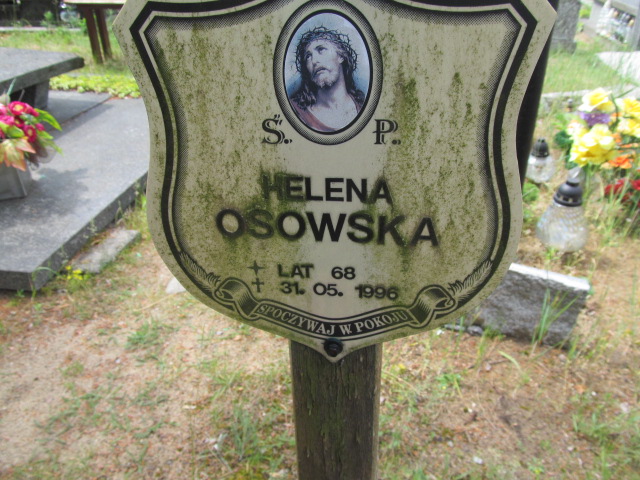 Ś. P.
HELENA
OSOWSKA
† LAT 68
‡ 31. 05. 1996
SPOCZYWAJ W POKOJU